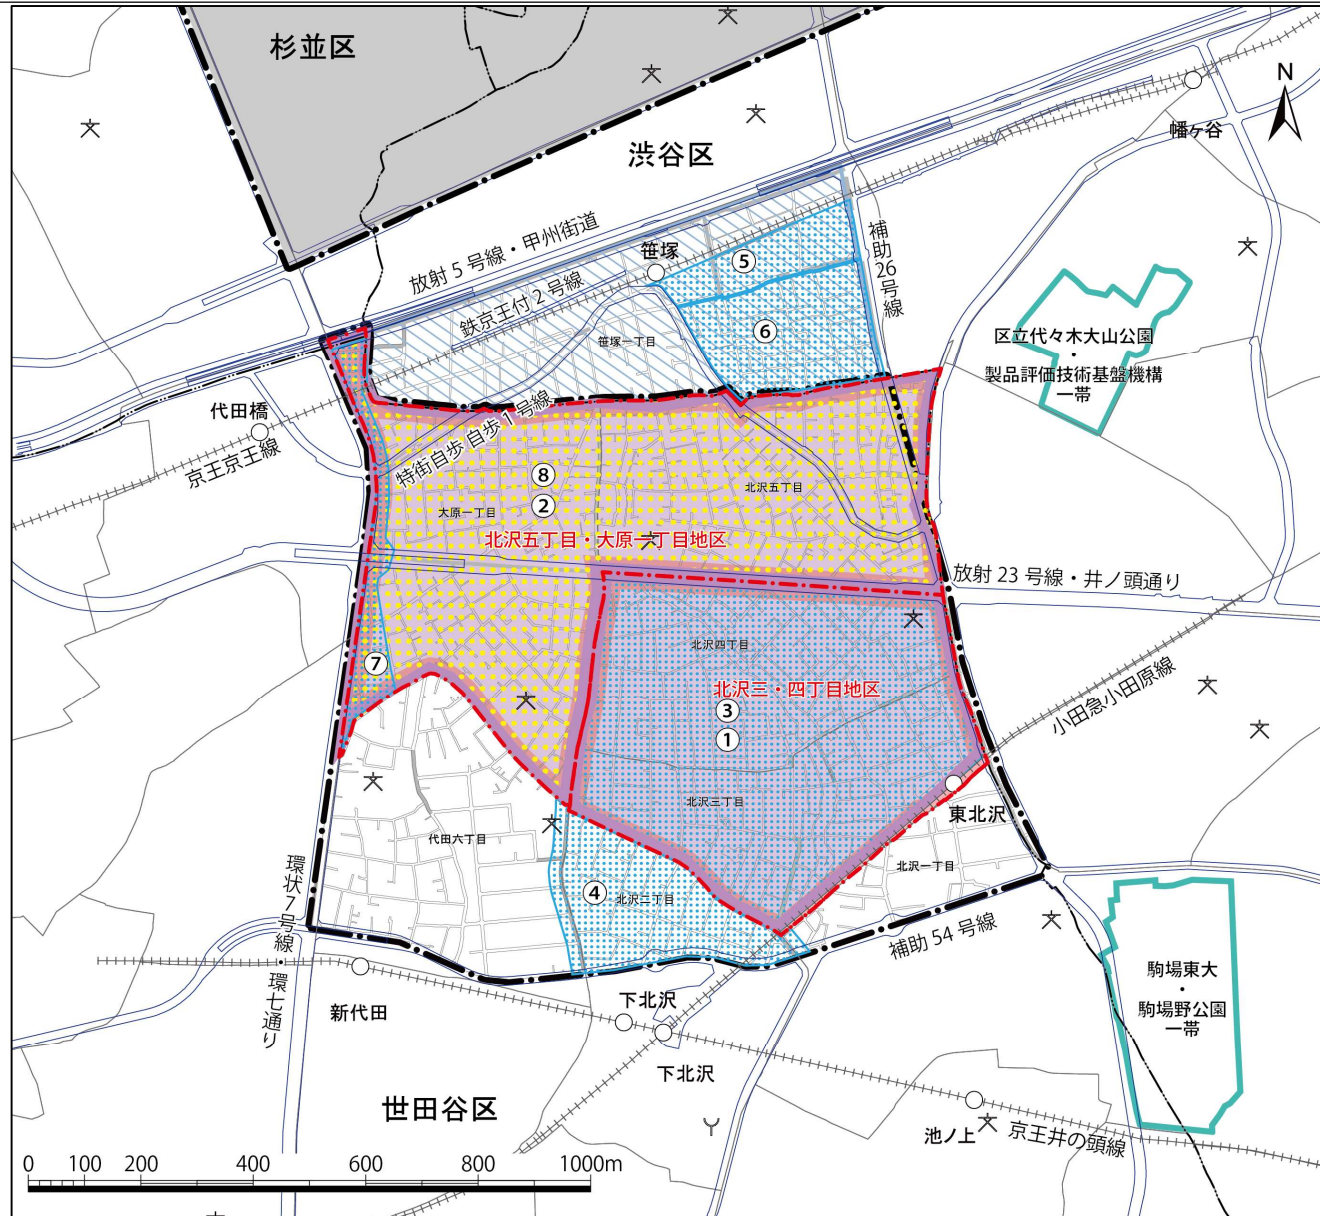 杉並区
渋谷区
N
幡ヶ谷
放射 5 号線・甲州街道
笹塚
鉄京王付 2 号線
補助26号線
⑤
⑥
笹塚一丁目
区立代々木大山公園
・
製品評価技術基盤機構
一帯
代田橋
京王京王線
特街自歩 自歩 1 号線
⑧
②
大原一丁目
北沢五丁目
北沢五丁目・大原一丁目地区
放射 23 号線・井ノ頭通り
⑦
北沢四丁目
北沢三・四丁目地区
③
①
小田急小田原線
北沢三丁目
東北沢
代田六丁目
北沢一丁目
④
北沢二丁目
環状7号線・環七通り
補助 54 号線
駒場東大
・
駒場野公園
一帯
新代田
下北沢
下北沢
世田谷区
池ノ上
京王井の頭線
0 100 200 400 600 800 1000m